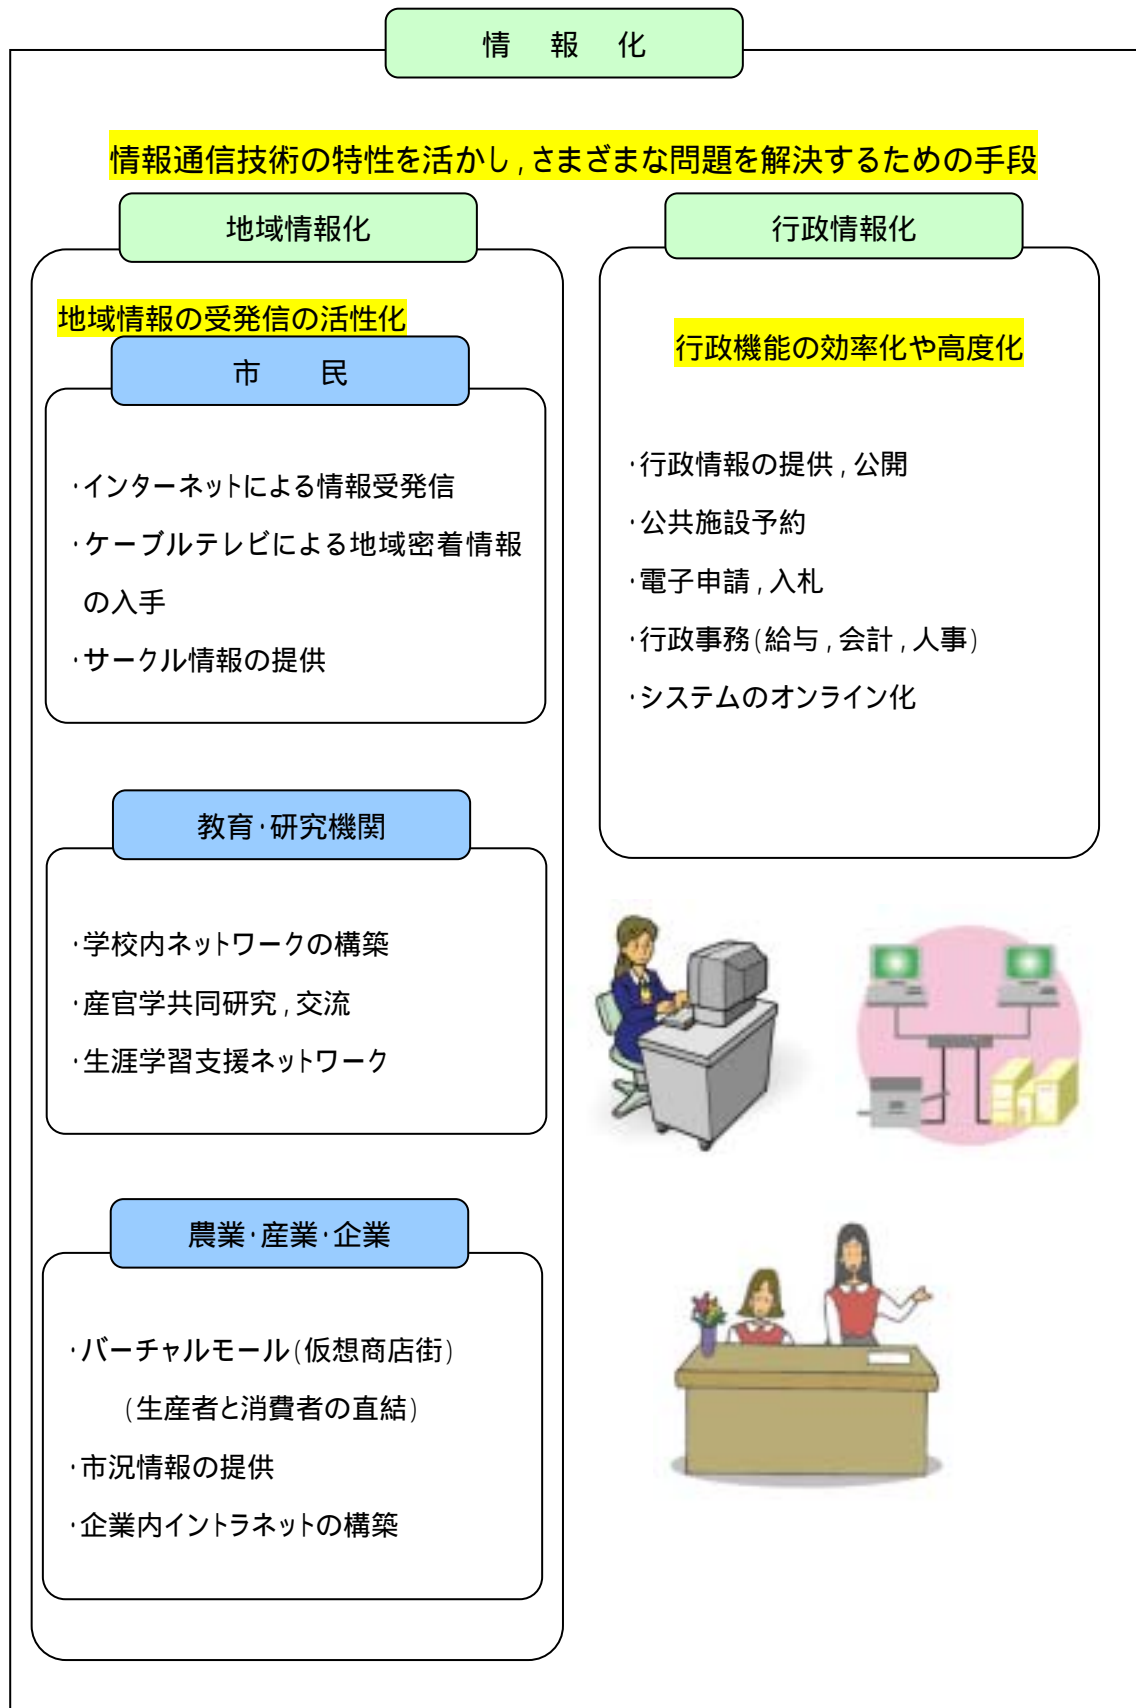 情　報　化
情報通信技術の特性を活かし，さまざまな問題を解決するための手段
地域情報化
地域情報の受発信の活性化
市　　民
・インターネットによる情報受発信
・ケーブルテレビによる地域密着情報
の入手
・サークル情報の提供
教育・研究機関
・学校内ネットワークの構築
・産官学共同研究，交流
・生涯学習支援ネットワーク
農業・産業・企業
・バーチャルモール（仮想商店街）
（生産者と消費者の直結）
・市況情報の提供
・企業内イントラネットの構築
行政情報化
行政機能の効率化や高度化
・行政情報の提供，公開
・公共施設予約
・電子申請，入札
・行政事務（給与，会計，人事）
・システムのオンライン化